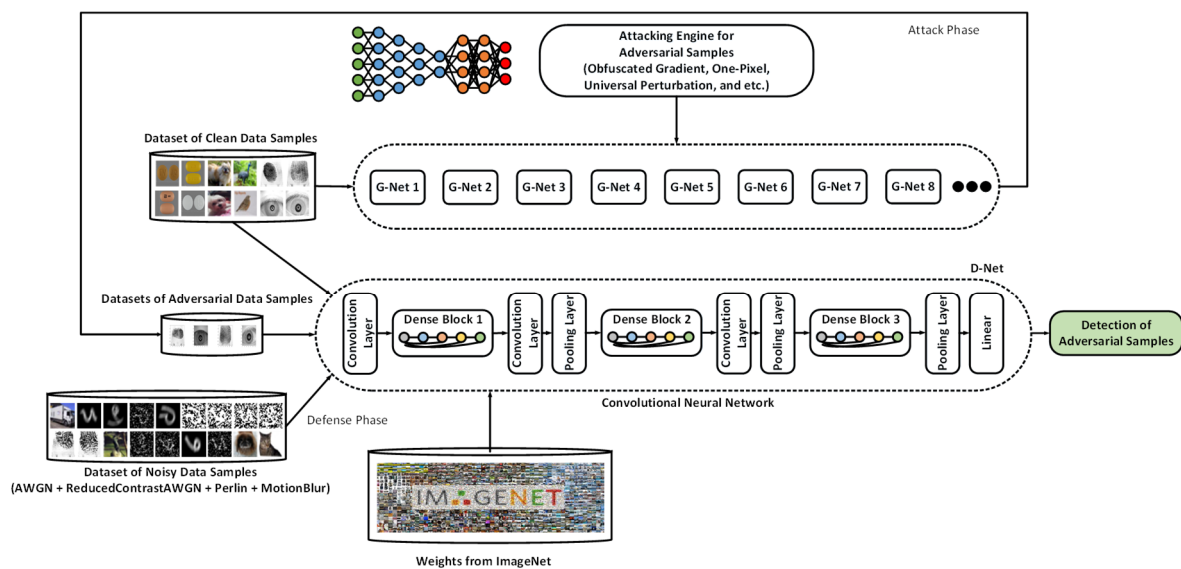 Attacking Engine for
Adversarial Samples
(Obfuscated Gradient, One-Pixel,
Universal Perturbation, and etc.)
Attack Phase
Dataset of Clean Data Samples
G-Net 1
G-Net 2
G-Net 3
G-Net 4
G-Net 5
G-Net 6
G-Net 7
G-Net 8
D-Net
Datasets of Adversarial Data Samples
Convolution
Layer
Dense Block 1
Convolution
Layer
Pooling Layer
Dense Block 2
Convolution
Layer
Pooling Layer
Dense Block 3
Pooling Layer
Linear
Detection of
Adversarial Samples
Convolutional Neural Network
Defense Phase
Dataset of Noisy Data Samples
(AWGN + ReducedContrastAWGN + Perlin + MotionBlur)
IMAGENET
Weights from ImageNet